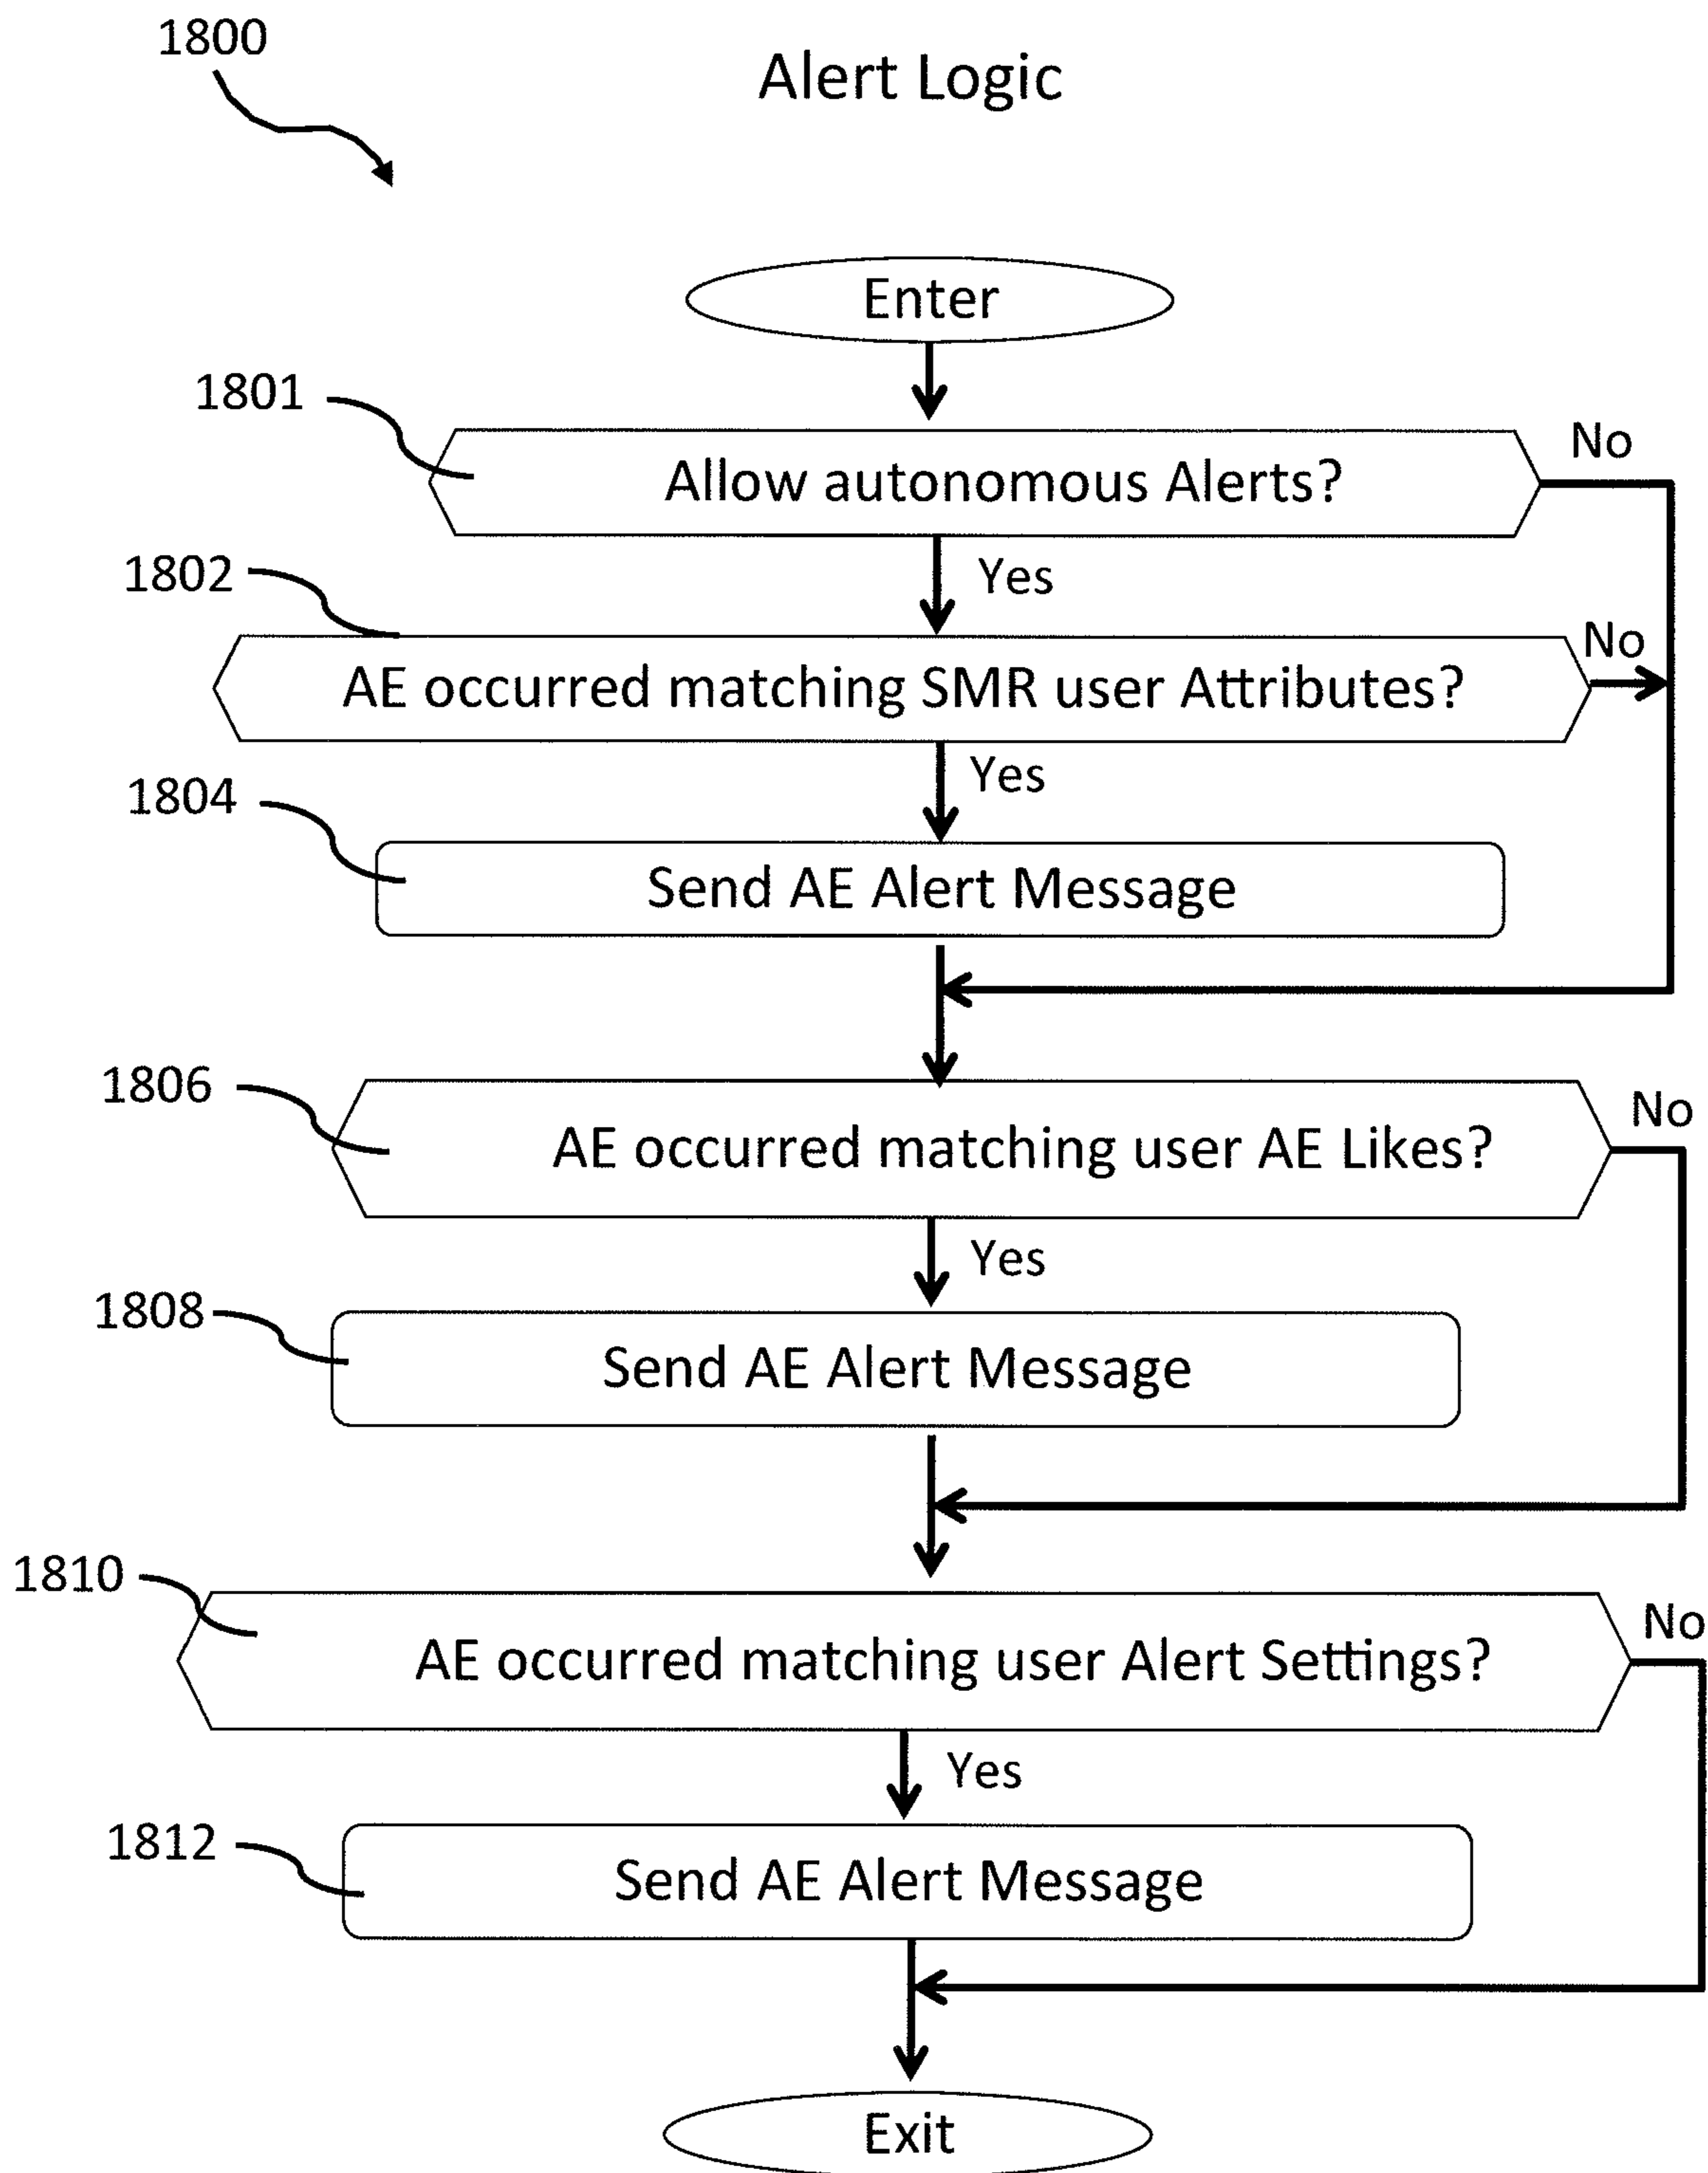 1800
Alert Logic
Enter
1801
Allow autonomous Alerts?
No
Yes
1802
AE occurred matching SMR user Attributes?
No
Yes
1804
Send AE Alert Message
1806
AE occurred matching user AE Likes?
No
Yes
1808
Send AE Alert Message
1810
AE occurred matching user Alert Settings?
No
Yes
1812
Send AE Alert Message
Exit